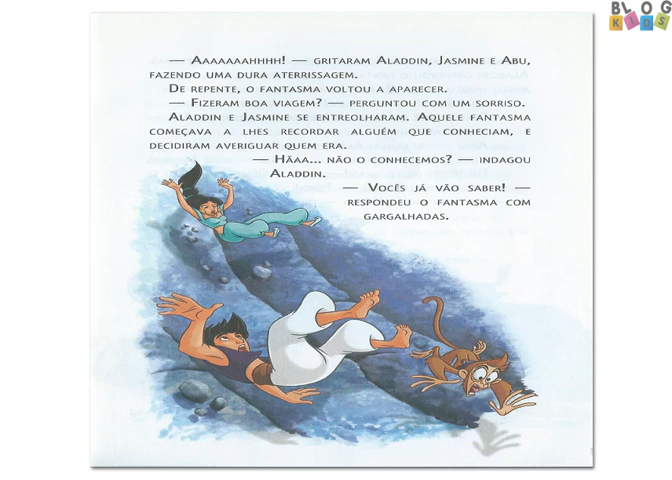 BLOG
KIDS
— Aaaaaaahhhh! — gritaram Aladdin, Jasmine e Abu,
fazendo uma dura aterrissagem.
De repente, o fantasma voltou a aparecer.
— Fizeram boa viagem? — perguntou com um sorriso.
Aladdin e Jasmine se entreolharam. Aquele fantasma
começava a lhes recordar alguém que conheciam, e
decidiram averiguar quem era.
— Hãaa... não o conhecemos? — indagou
Aladdin.
— Vocês já vão saber! —
respondeu o fantasma com
gargalhadas.